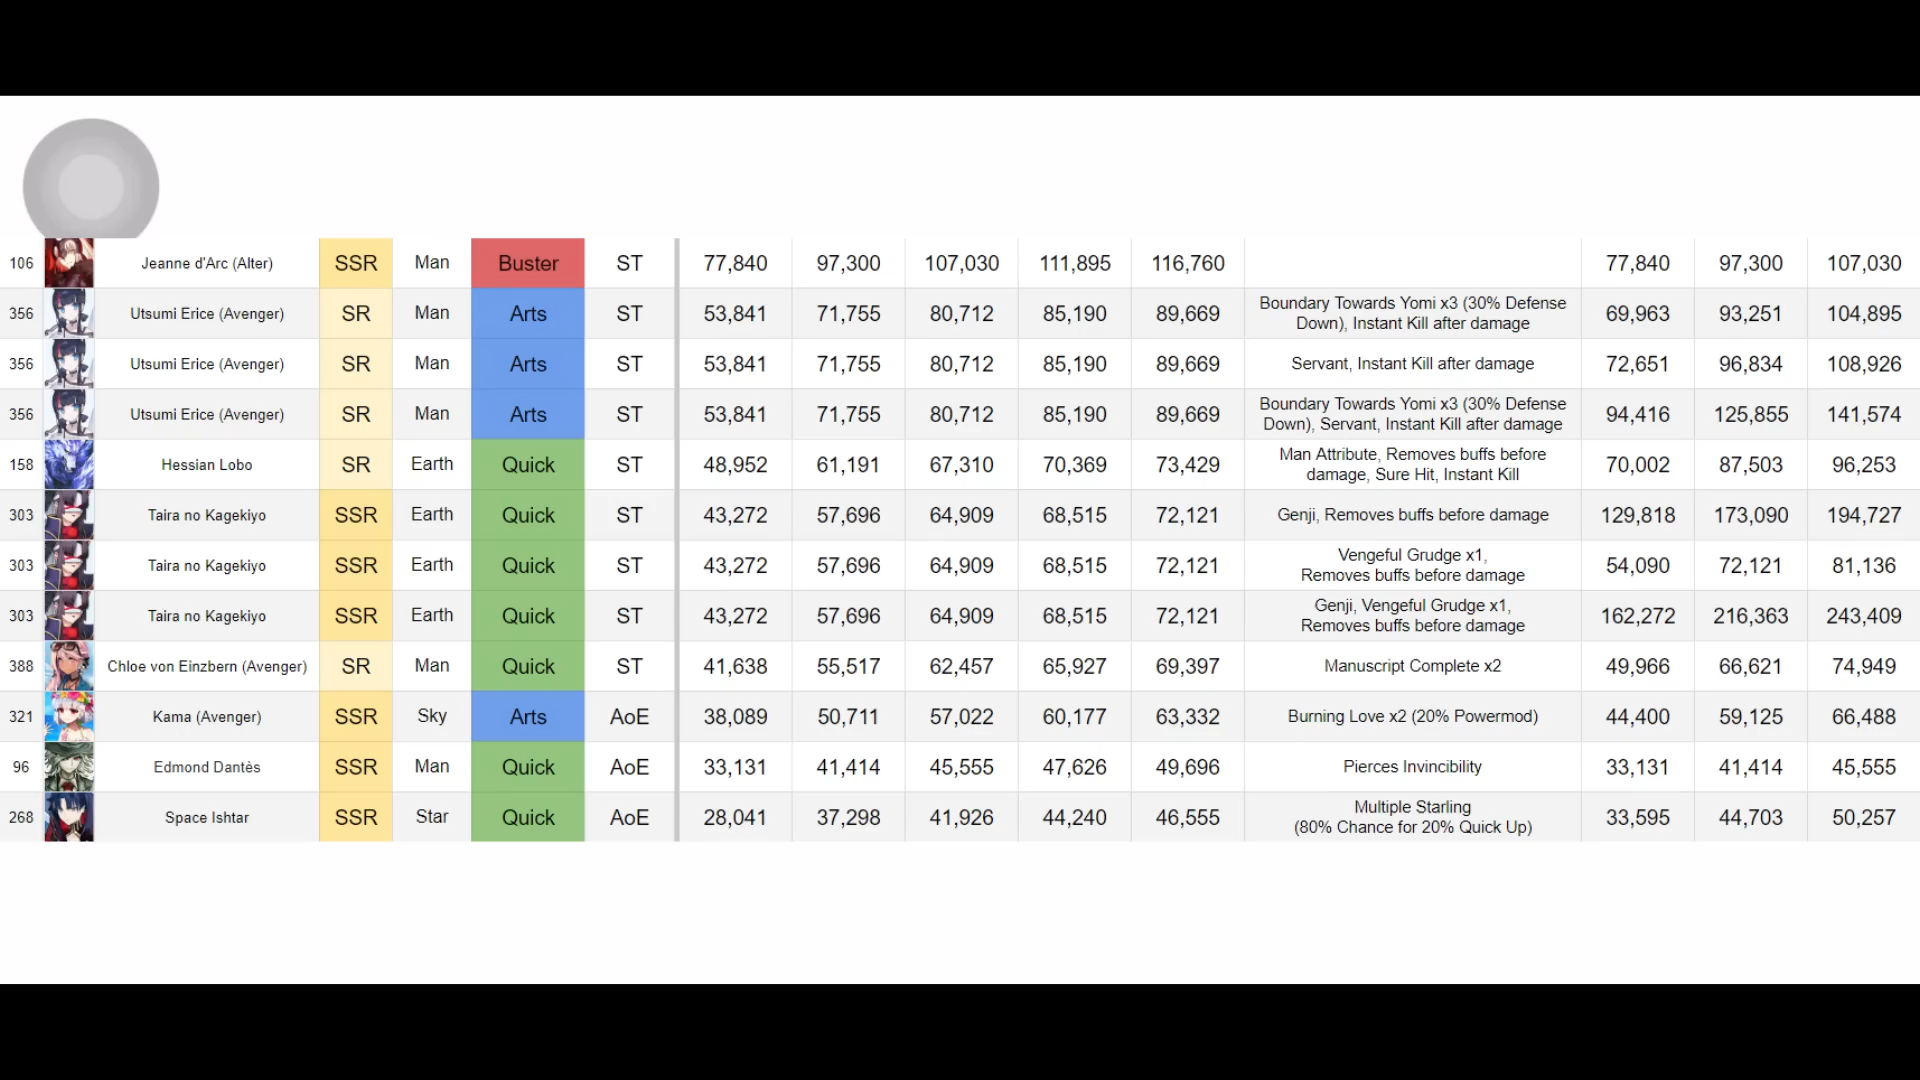 106 Jeanne d'Arc (Alter) SSR Man Buster ST 77,840 97,300 107,030 111,895 116,760 77,840 97,300 107,030
356 Utsumi Erice (Avenger) SR Man Arts ST 53,841 71,755 80,712 85,190 89,669 Boundary Towards Yomi x3 (30% Defense
Down), Instant Kill after damage 69,963 93,251 104,895
356 Utsumi Erice (Avenger) SR Man Arts ST 53,841 71,755 80,712 85,190 89,669 Servant, Instant Kill after damage 72,651 96,834 108,926
356 Utsumi Erice (Avenger) SR Man Arts ST 53,841 71,755 80,712 85,190 89,669 Boundary Towards Yomi x3 (30% Defense
Down), Servant, Instant Kill after damage 94,416 125,855 141,574
158 Hessian Lobo SR Earth Quick ST 48,952 61,191 67,310 70,369 73,429 Man Attribute, Removes buffs before
damage, Sure Hit, Instant Kill 70,002 87,503 96,253
303 Taira no Kagekiyo SSR Earth Quick ST 43,272 57,696 64,909 68,515 72,121 Genji, Removes buffs before damage 129,818 173,090 194,727
303 Taira no Kagekiyo SSR Earth Quick ST 43,272 57,696 64,909 68,515 72,121 Vengeful Grudge x1,
Removes buffs before damage 54,090 72,121 81,136
303 Taira no Kagekiyo SSR Earth Quick ST 43,272 57,696 64,909 68,515 72,121 Genji, Vengeful Grudge x1,
Removes buffs before damage 162,272 216,363 243,409
388 Chloe von Einzbern (Avenger) SR Man Quick ST 41,638 55,517 62,457 65,927 69,397 Manuscript Complete x2 49,966 66,621 74,949
321 Kama (Avenger) SSR Sky Arts AoE 38,089 50,711 57,022 60,177 63,332 Burning Love x2 (20% Powermod) 44,400 59,125 66,488
96 Edmond Dantès SSR Man Quick AoE 33,131 41,414 45,555 47,626 49,696 Pierces Invincibility 33,131 41,414 45,555
268 Space Ishtar SSR Star Quick AoE 28,041 37,298 41,926 44,240 46,555 Multiple Starling
(80% Chance for 20% Quick Up) 33,595 44,703 50,257